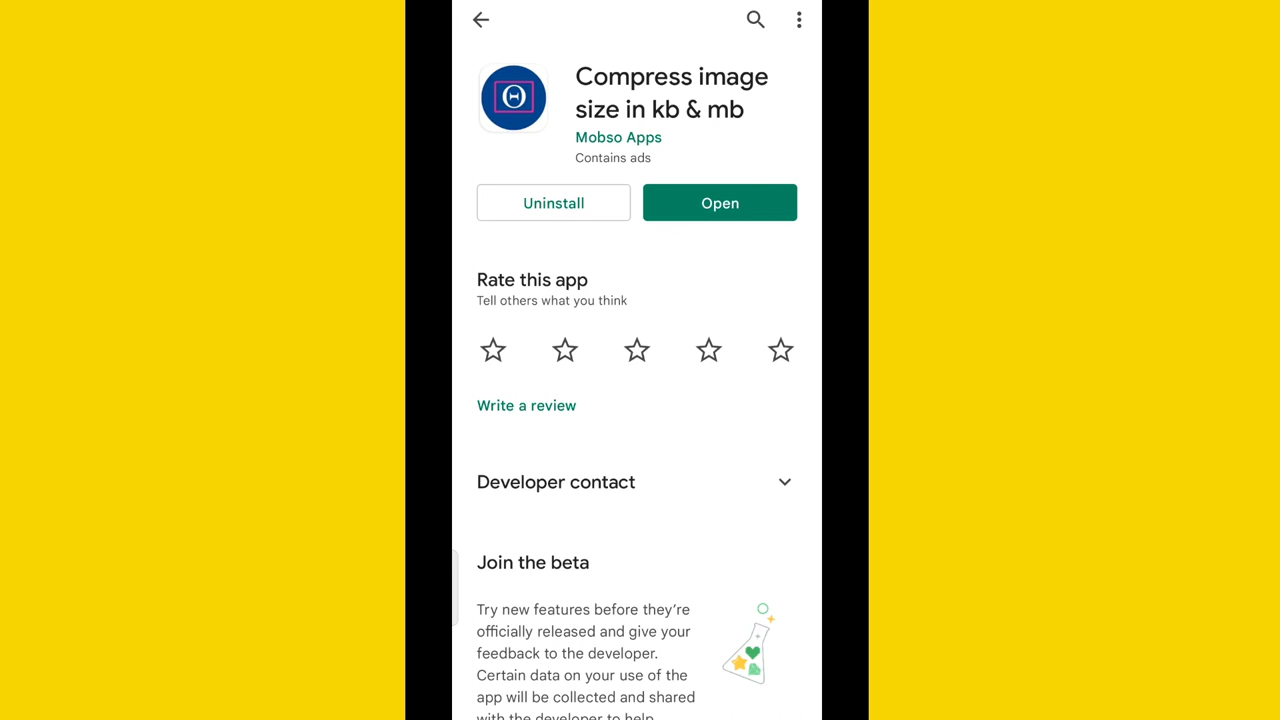 Compress image
size in kb & mb
Mobso Apps
Contains ads
Uninstall
Open
Rate this app
Tell others what you think
Write a review
Developer contact
Join the beta
Try new features before they're
officially released and give your
feedback to the developer.
Certain data on your use of the
app will be collected and shared
with the developer to help